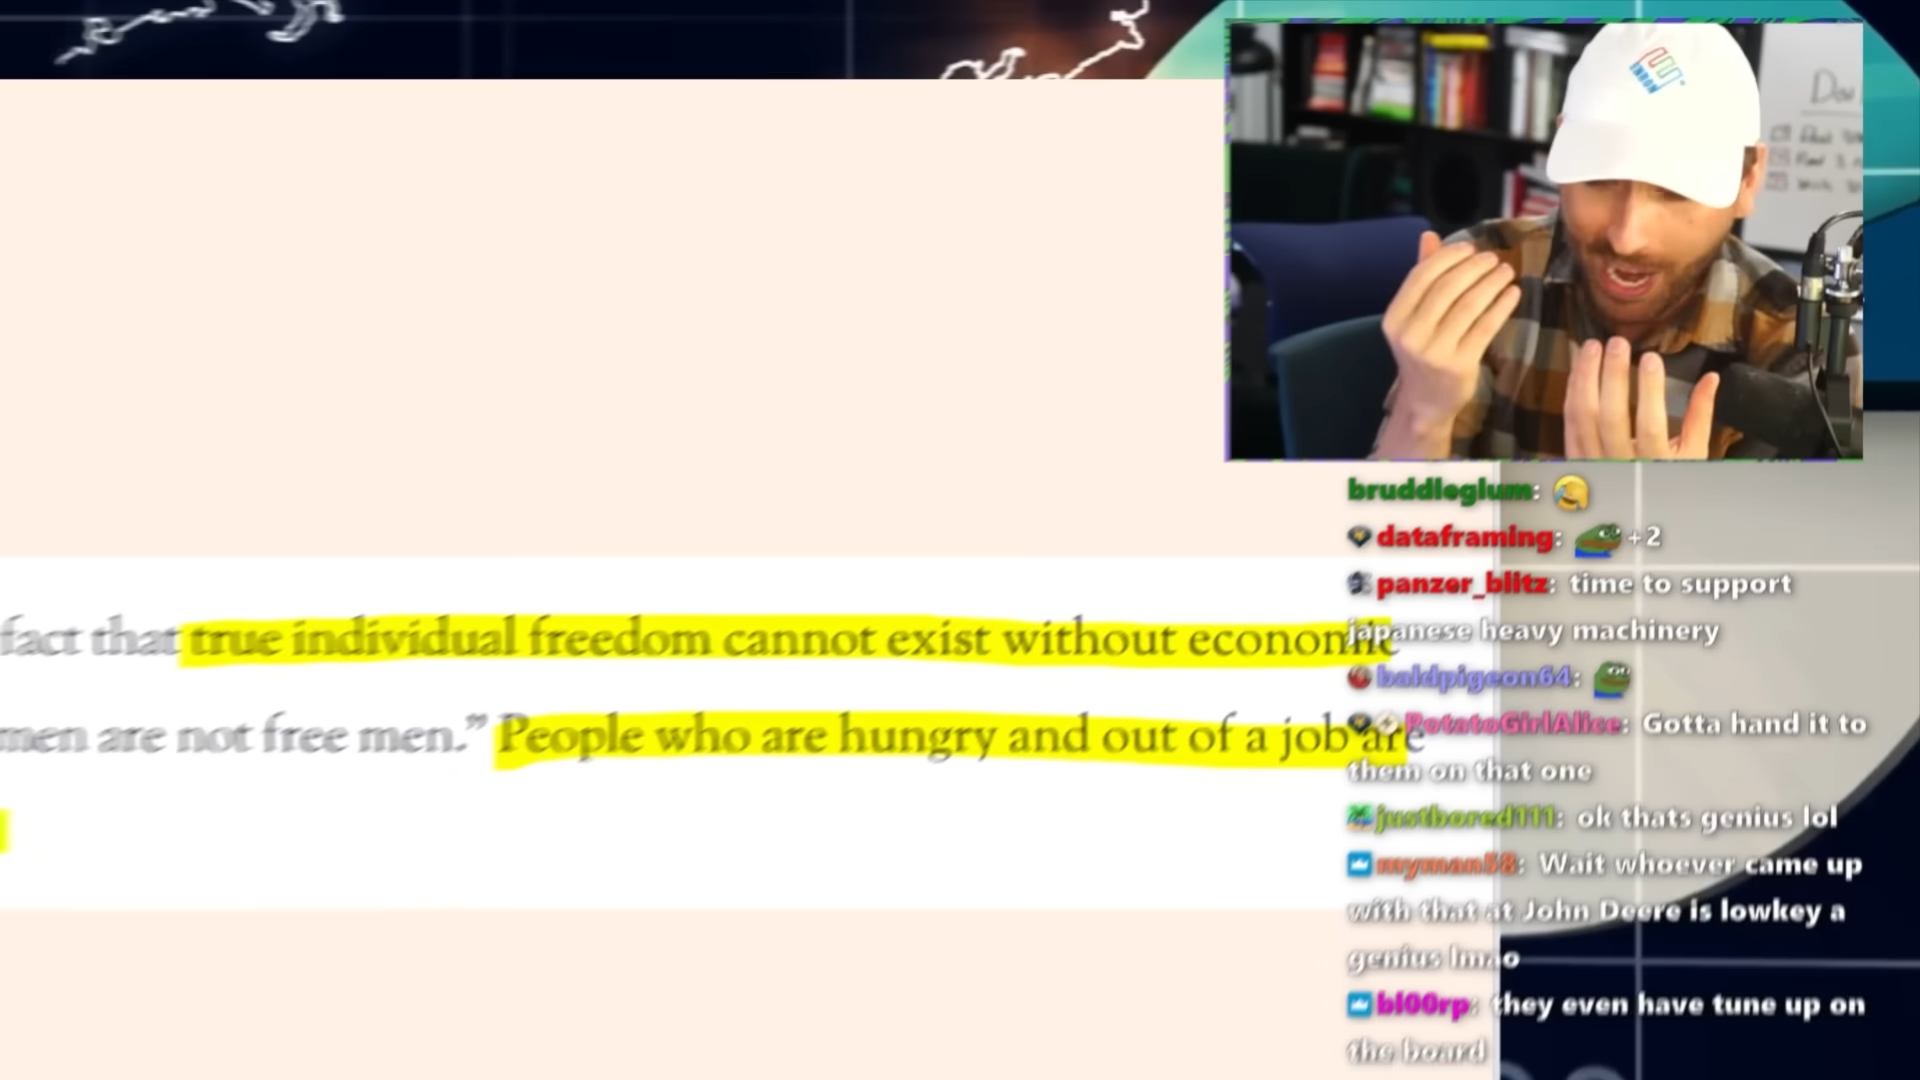 ENRON
fact that true individual freedom cannot exist without economic
men are not free men.” People who are hungry and out of a job are
bruddleglum:
dataframing: +2
panzer_blitz: time to support
japanese heavy machinery
baldpigeon64:
PotatoGirlAlice: Gotta hand it to
them on that one
justbored111: ok thats genius lol
myman58: Wait whoever came up
with that at John Deere is lowkey a
genius lmao
bl00rp: they even have tune up on
the board